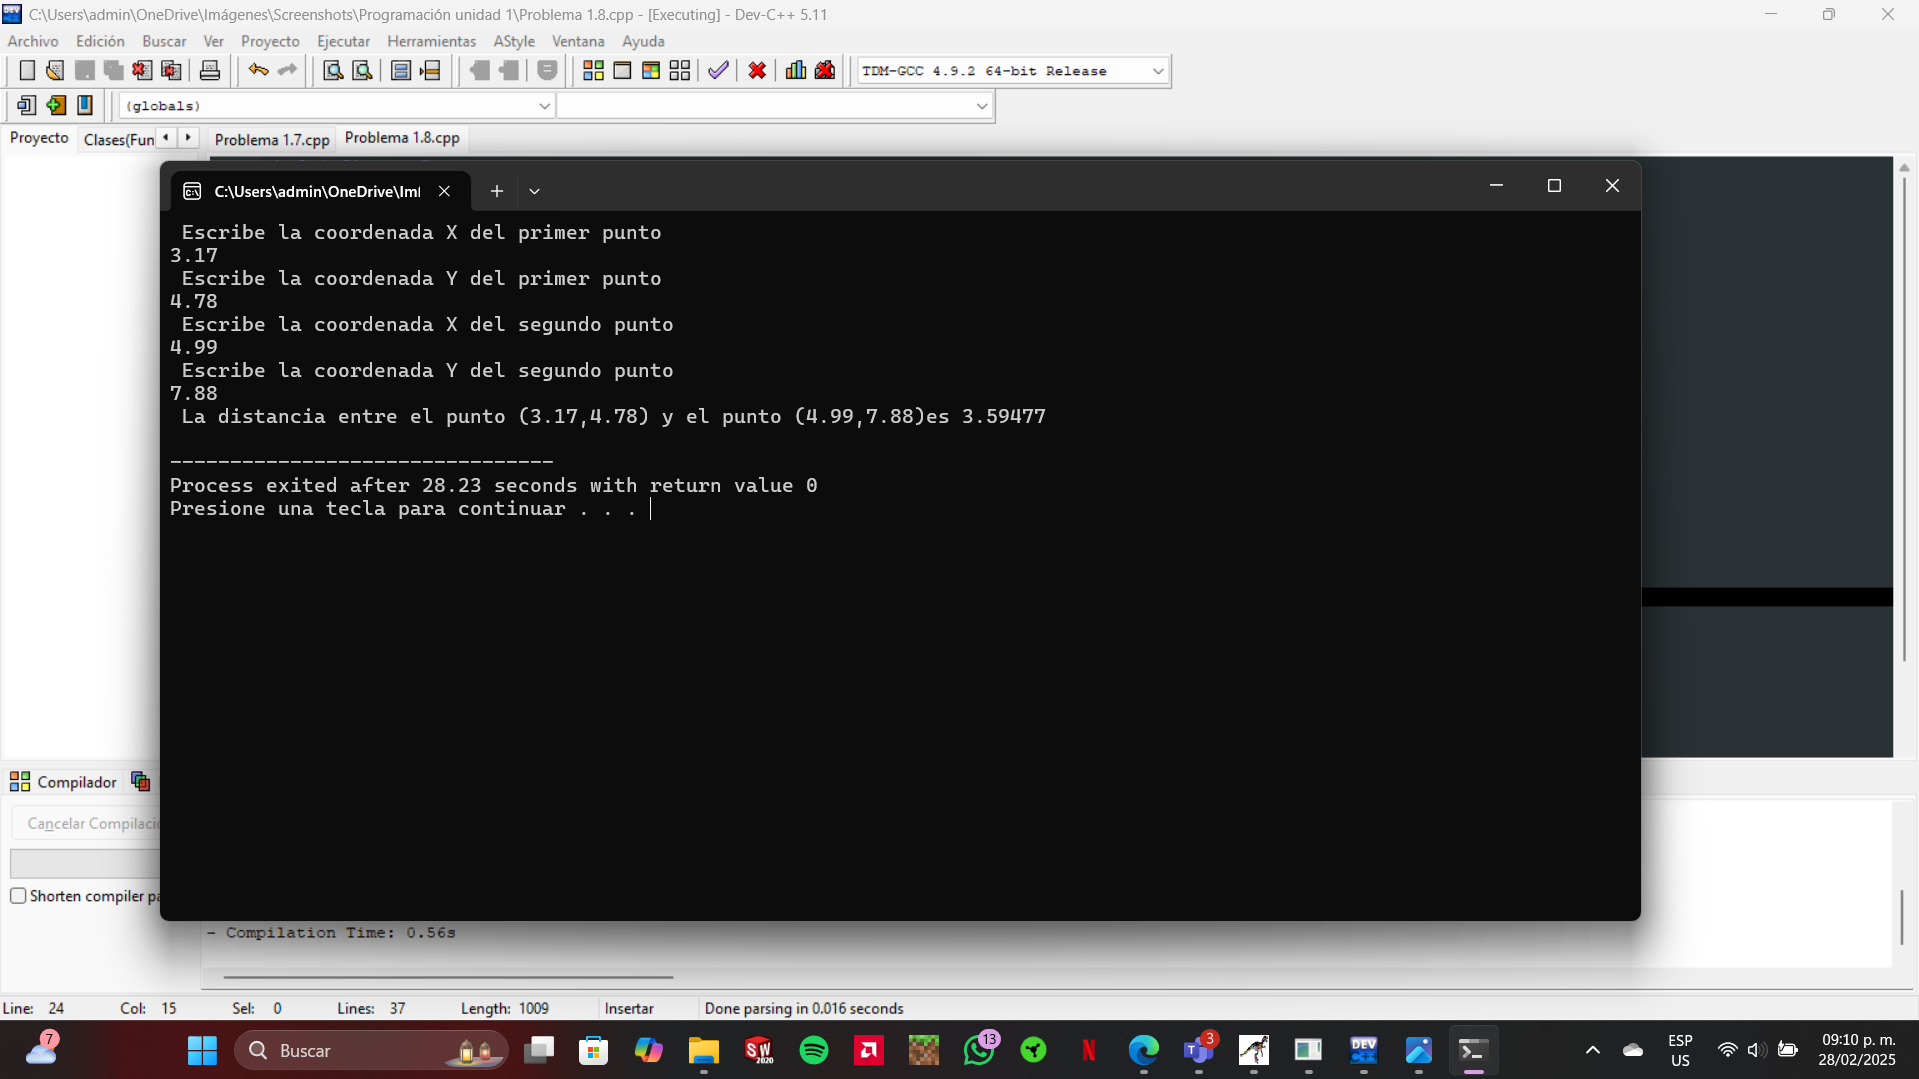 C:\Users\admin\OneDrive\Imágenes\Screenshots\Programación unidad 1\Problema 1.8.cpp - [Executing] - Dev-C++ 5.11
Archivo Edición Buscar Ver Proyecto Ejecutar Herramientas AStyle Ventana Ayuda
TDM-GCC 4.9.2 64-bit Release
(globals)
Proyecto Clases(Fun Problema 1.7.cpp Problema 1.8.cpp
C:\Users\admin\OneDrive\Im
Escribe la coordenada X del primer punto
3.17
Escribe la coordenada Y del primer punto
4.78
Escribe la coordenada X del segundo punto
4.99
Escribe la coordenada Y del segundo punto
7.88
La distancia entre el punto (3.17,4.78) y el punto (4.99,7.88)es 3.59477
--------------------------------
Process exited after 28.23 seconds with return value 0
Presione una tecla para continuar . . .
Compilador
Cancelar Compilació
Shorten compiler pa
- Compilation Time: 0.56s
Line: 24 Col: 15 Sel: 0 Lines: 37 Length: 1009 Insertar Done parsing in 0.016 seconds
7
Buscar
SW
2020
13
N
3
DEV
ESP
US
09:10 p. m.
28/02/2025